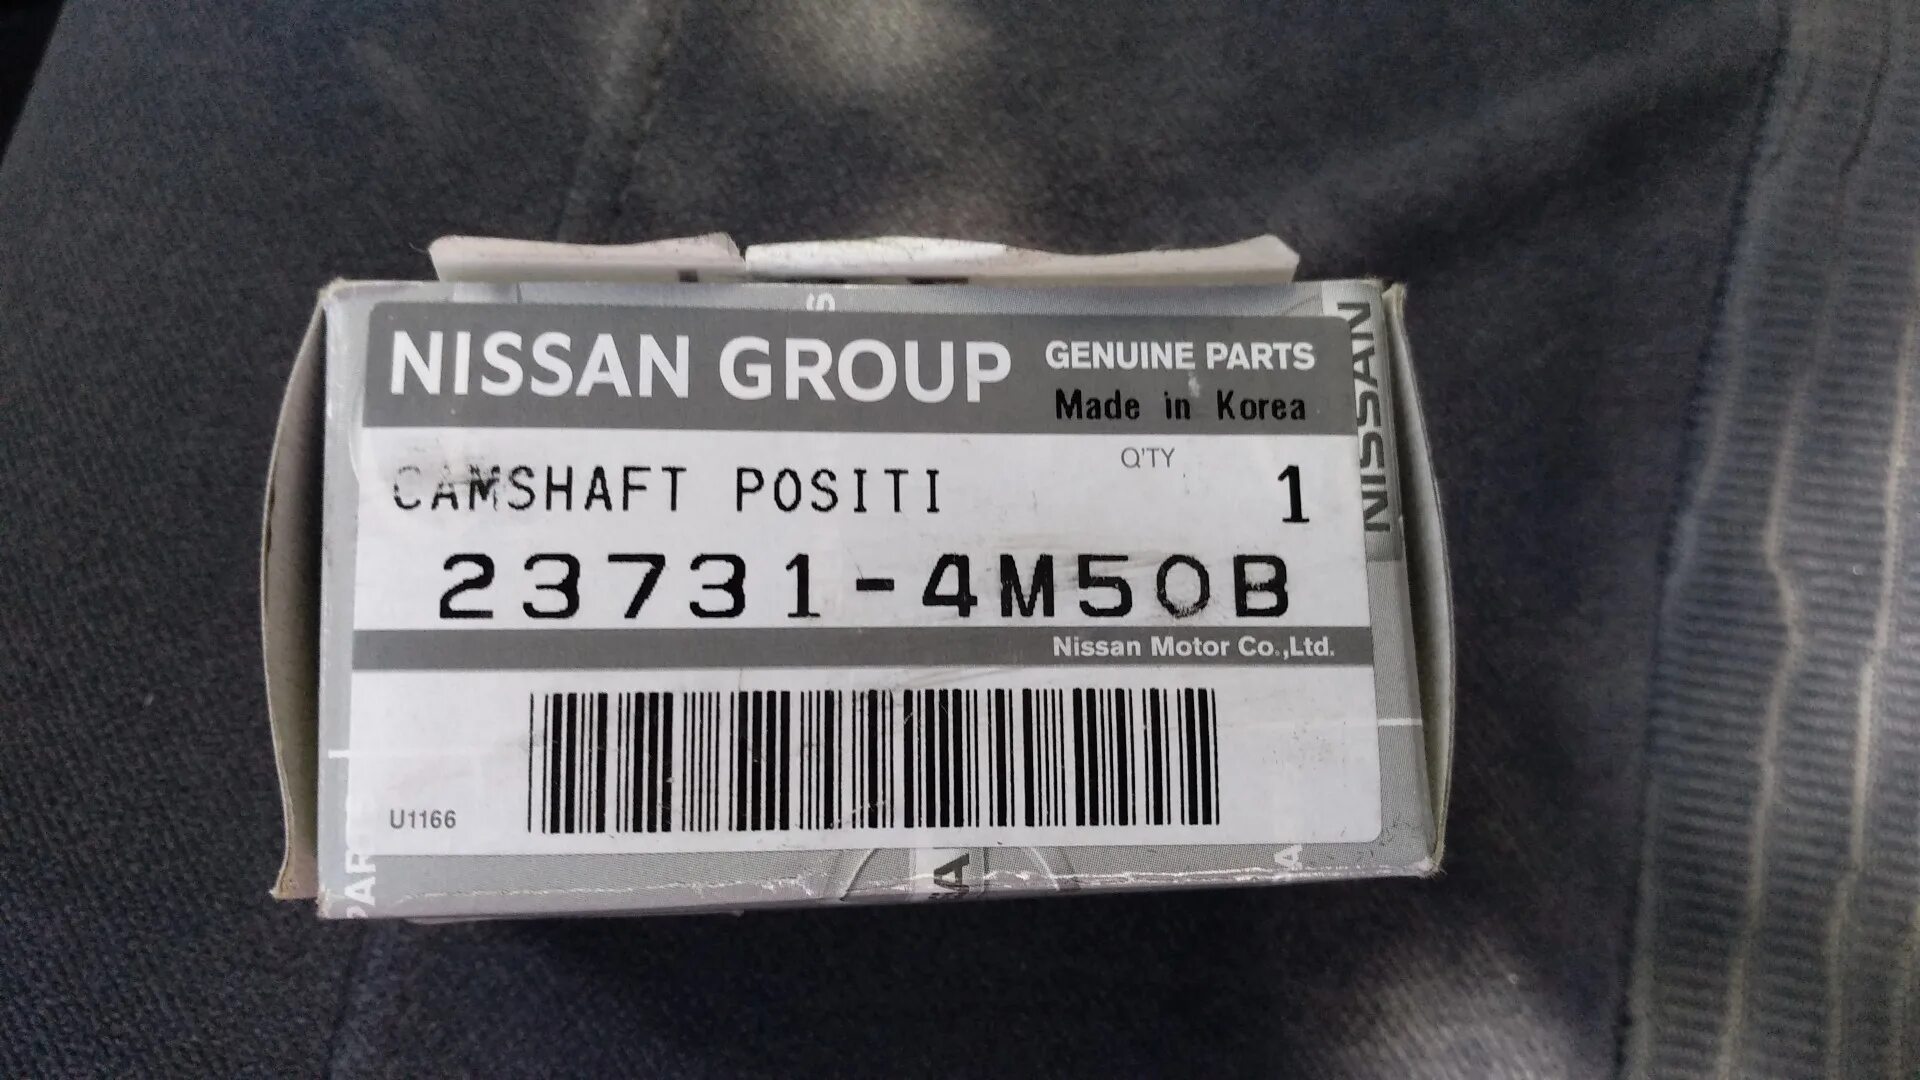 NISSAN GROUP GENUINE PARTS
Made in Korea
CAMSHAFT POSITI Q'TY 1
23731-4M50B
Nissan Motor Co.,Ltd.
U1166
NISSAN